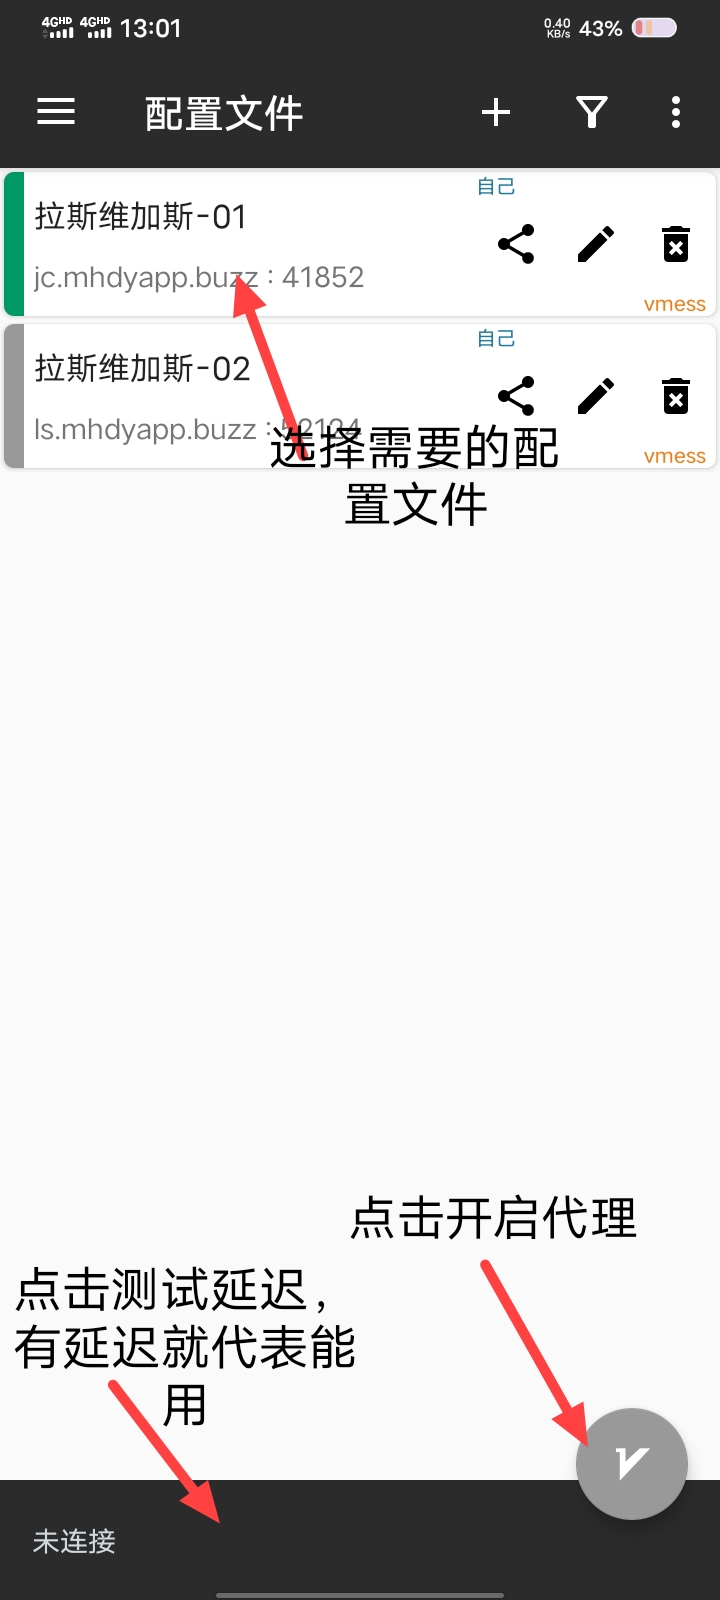 4GHD 4GHD 13:01 0.40 KB/s 43%
配置文件
自己
拉斯维加斯-01
jc.mhdyapp.buzz : 41852
vmess
自己
拉斯维加斯-02
ls.mhdyapp.buzz : 52124
vmess
选择需要的配
置文件
点击开启代理
点击测试延迟，
有延迟就代表能
用
未连接